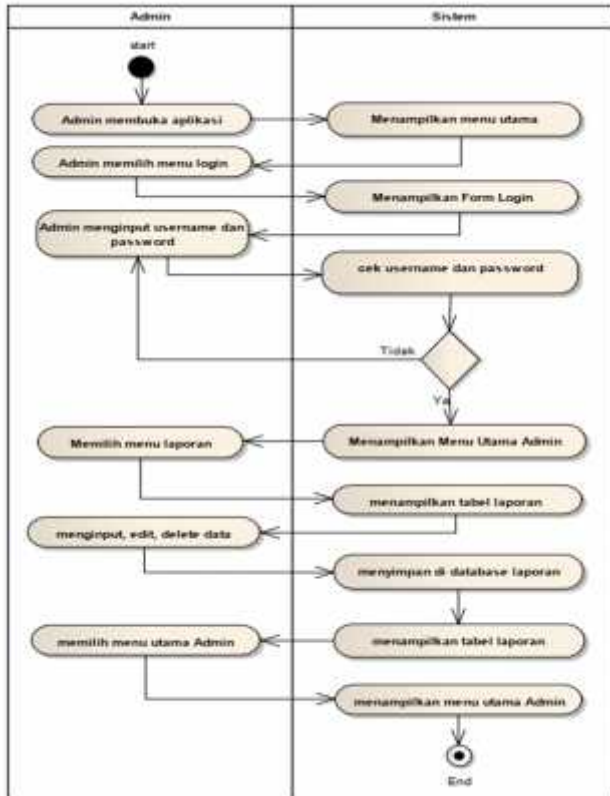 Admin
Sistem
start
Admin membuka aplikasi
Menampilkan menu utama
Admin memilih menu login
Menampilkan Form Login
Admin menginput username dan
password
cek username dan password
Tidak
Ya
Menampilkan Menu Utama Admin
Memilih menu laporan
menampilkan tabel laporan
menginput, edit, delete data
menyimpan di database laporan
menampilkan tabel laporan
memilih menu utama Admin
menampilkan menu utama Admin
End